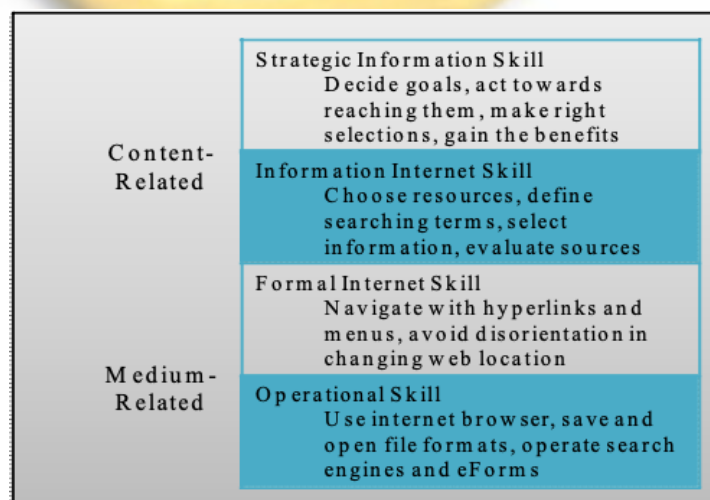 Strategic Information Skill
Decide goals, act towards
reaching them, make right
selections, gain the benefits
Content-
Related
Information Internet Skill
Choose resources, define
searching terms, select
information, evaluate sources
Formal Internet Skill
Navigate with hyperlinks and
menus, avoid disorientation in
changing web location
Medium-
Related
Operational Skill
Use internet browser, save and
open file formats, operate search
engines and eForms